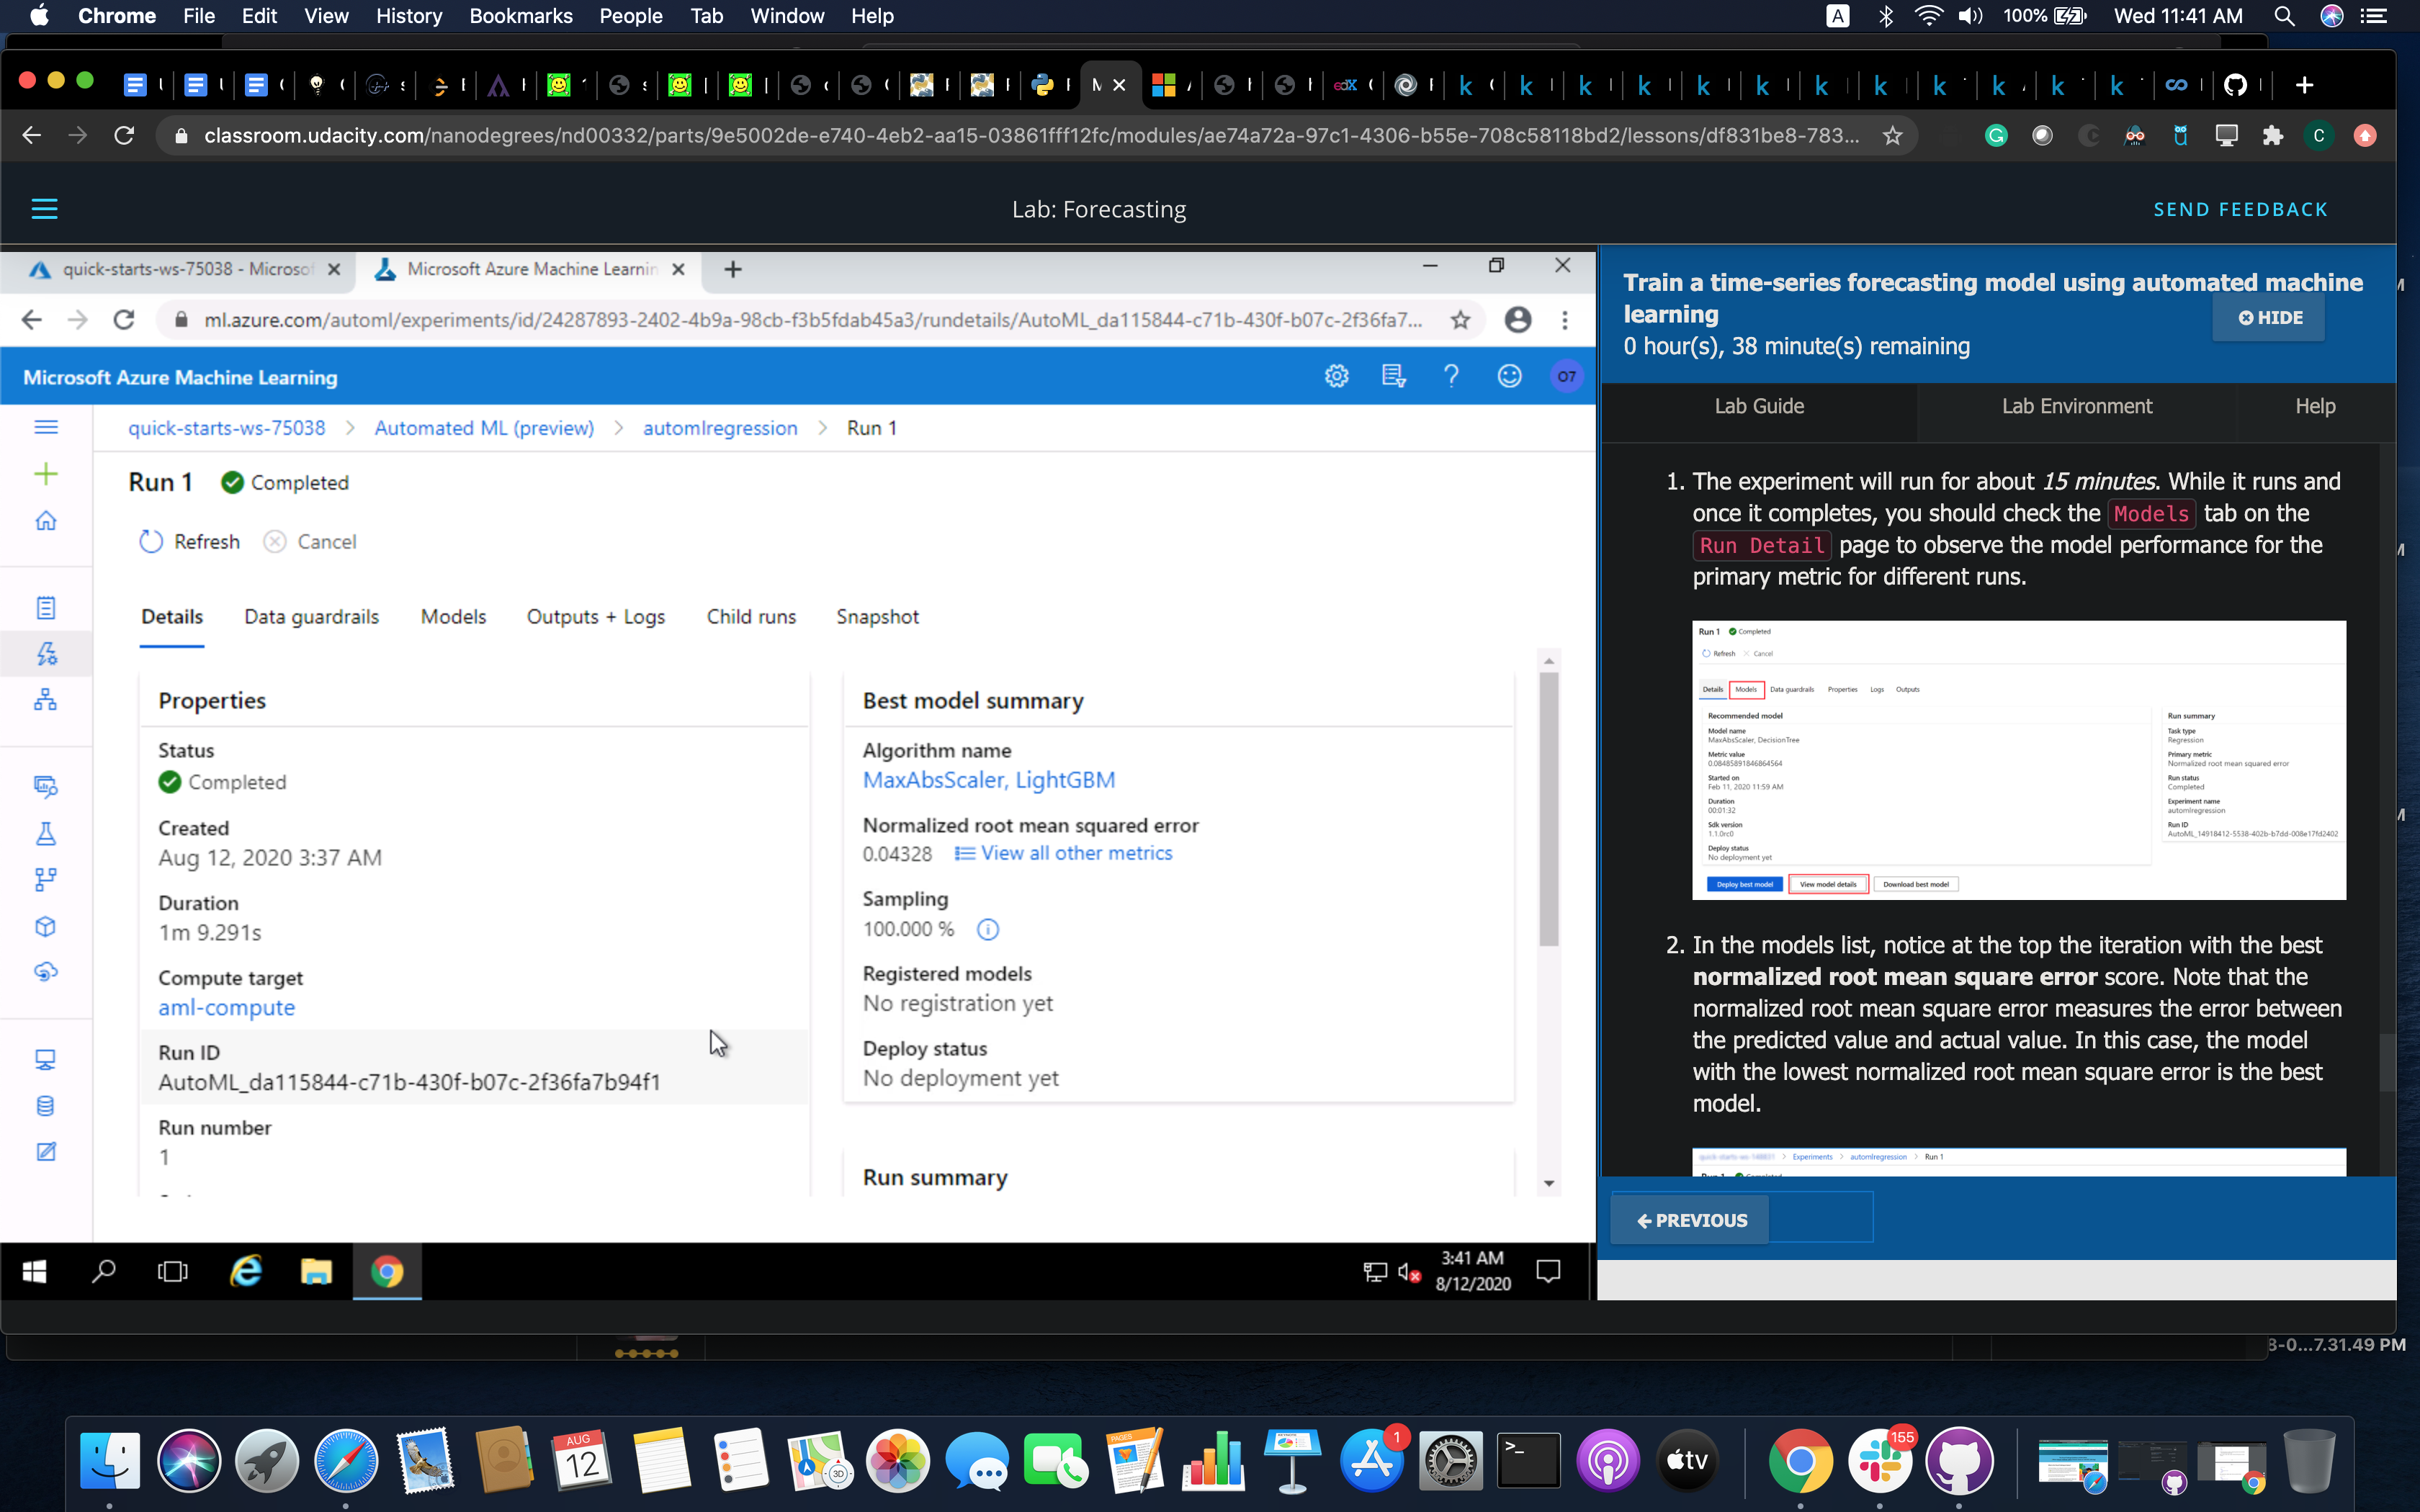 Chrome File Edit View History Bookmarks People Tab Window Help
A 100% Wed 11:41 AM
classroom.udacity.com/nanodegrees/nd00332/parts/9e5002de-e740-4eb2-aa15-03861fff12fc/modules/ae74a72a-97c1-4306-b55e-708c58118bd2/lessons/df831be8-783...
Lab: Forecasting
SEND FEEDBACK
quick-starts-ws-75038 - Microsof
Microsoft Azure Machine Learnin
ml.azure.com/automl/experiments/id/24287893-2402-4b9a-98cb-f3b5fdab45a3/rundetails/AutoML_da115844-c71b-430f-b07c-2f36fa7...
Microsoft Azure Machine Learning
07
quick-starts-ws-75038 > Automated ML (preview) > automlregression > Run 1
Run 1 Completed
Refresh Cancel
Details Data guardrails Models Outputs + Logs Child runs Snapshot
Properties
Status
Completed
Created
Aug 12, 2020 3:37 AM
Duration
1m 9.291s
Compute target
aml-compute
Run ID
AutoML_da115844-c71b-430f-b07c-2f36fa7b94f1
Run number
1
Best model summary
Algorithm name
MaxAbsScaler, LightGBM
Normalized root mean squared error
0.04328 View all other metrics
Sampling
100.000 %
Registered models
No registration yet
Deploy status
No deployment yet
Run summary
3:41 AM
8/12/2020
Train a time-series forecasting model using automated machine
learning
HIDE
0 hour(s), 38 minute(s) remaining
Lab Guide Lab Environment Help
1. The experiment will run for about 15 minutes. While it runs and
once it completes, you should check the Models tab on the
Run Detail page to observe the model performance for the
primary metric for different runs.
Run 1 Completed
Refresh Cancel
Details Models Data guardrails Properties Logs Outputs
Recommended model
Model name
MaxAbsScaler, DecisionTree
Metric value
0.08485891846864564
Started on
Feb 11, 2020 11:59 AM
Duration
00:01:32
Sdk version
1.1.0rc0
Deploy status
No deployment yet
Run summary
Task type
Regression
Primary metric
Normalized root mean squared error
Run status
Completed
Experiment name
automlregression
Run ID
AutoML_14918412-5538-402b-b7dd-008e17fd2402
Deploy best model View model details Download best model
2. In the models list, notice at the top the iteration with the best
normalized root mean square error score. Note that the
normalized root mean square error measures the error between
the predicted value and actual value. In this case, the model
with the lowest normalized root mean square error is the best
model.
Experiments > automlregression > Run 1
PREVIOUS
8-0...7.31.49 PM
AUG
12
PAGES
3D
1
tv
155